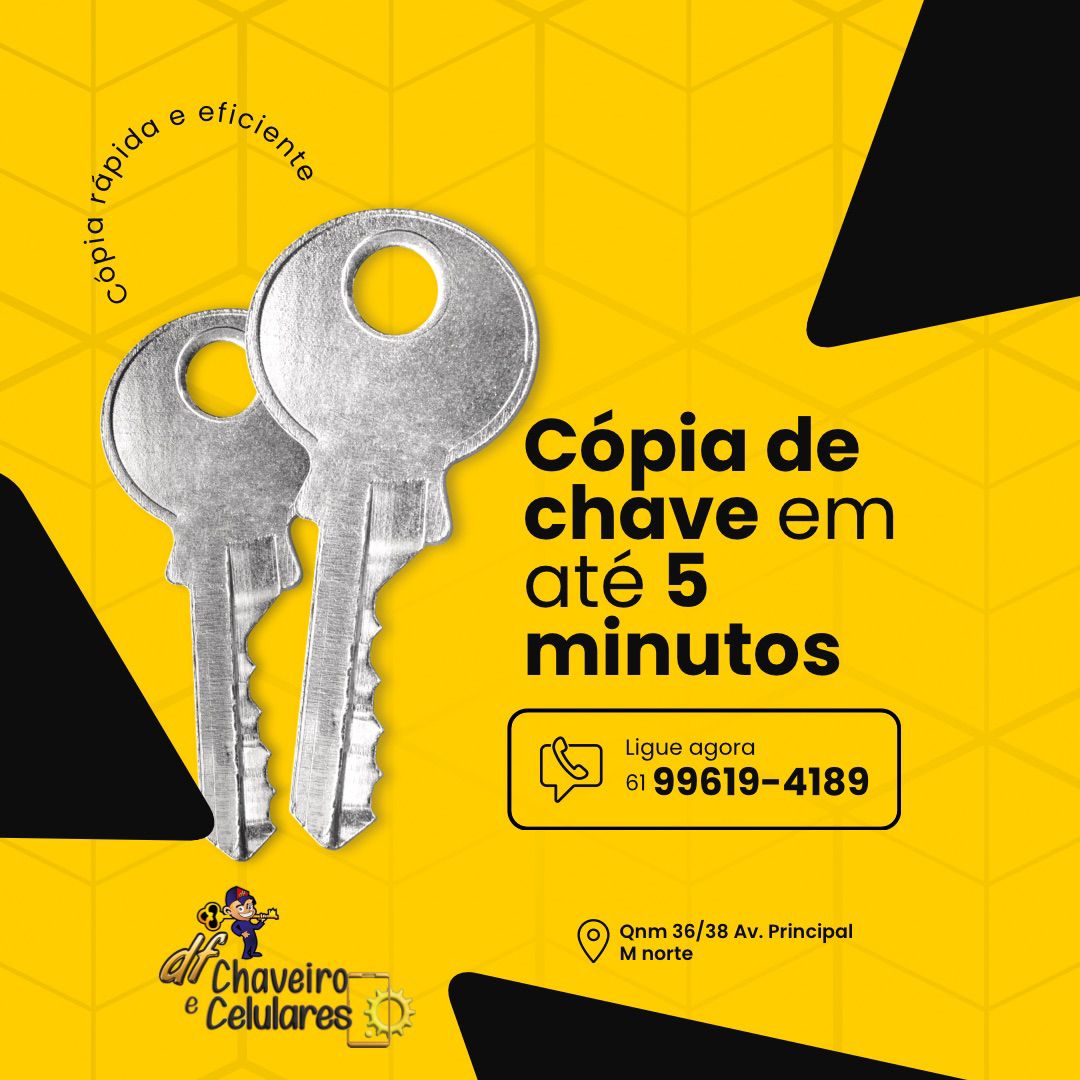 Cópia rápida e eficiente
Cópia de
chave em
até 5
minutos
Ligue agora
61 99619-4189
Qnm 36/38 Av. Principal
M norte
df
Chaveiro
e Celulares